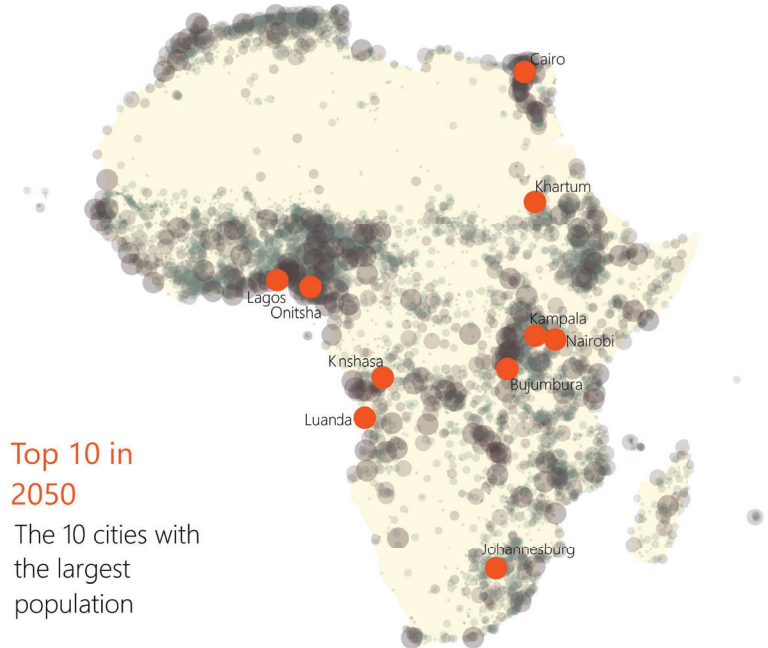 Cairo
Khartum
Lagos
Onitsha
Kampala
Nairobi
Knshasa
Bujumbura
Luanda
Top 10 in
2050
The 10 cities with
the largest
population
Johannesburg